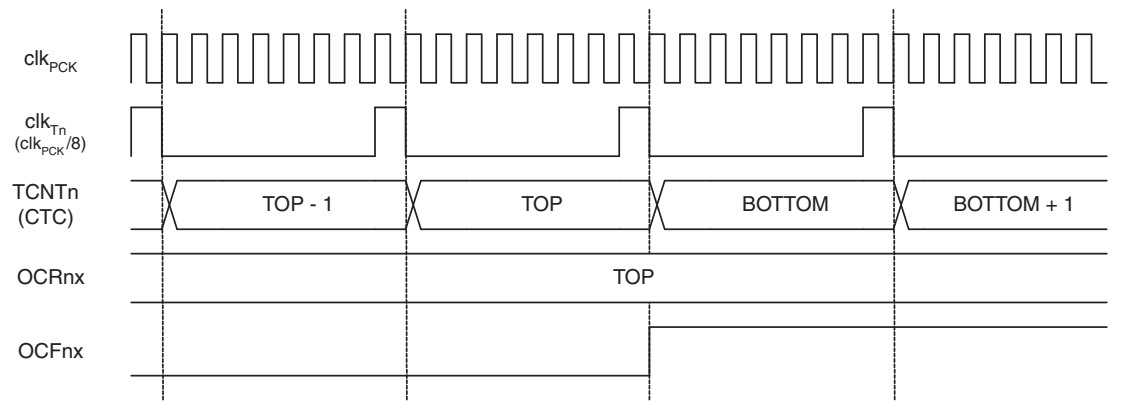 clkPCK
clkTn
(clkPCK/8)
TCNTn
(CTC)
TOP - 1
TOP
BOTTOM
BOTTOM + 1
OCRnx
TOP
OCFnx